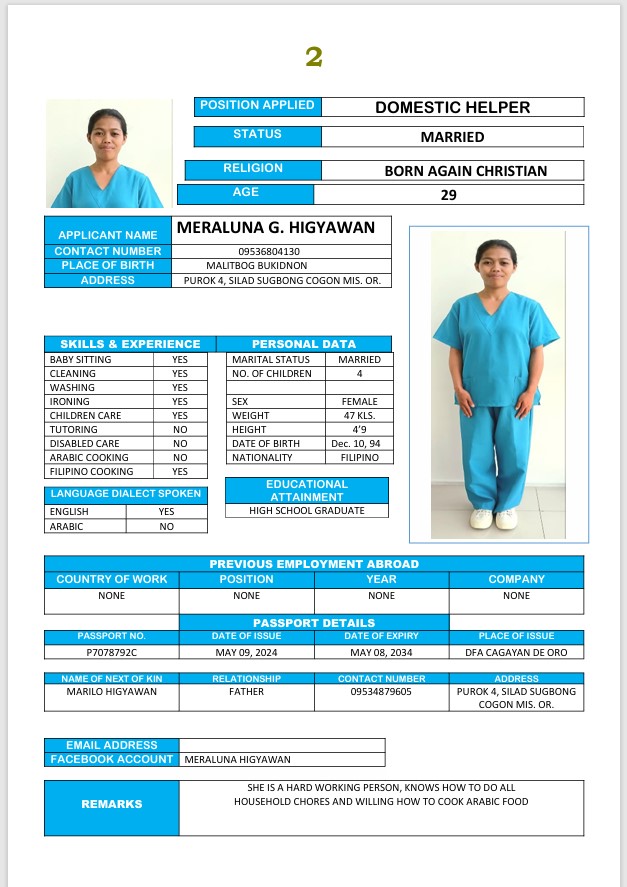 2
POSITION APPLIED DOMESTIC HELPER
STATUS MARRIED
RELIGION BORN AGAIN CHRISTIAN
AGE 29
APPLICANT NAME MERALUNA G. HIGYAWAN
CONTACT NUMBER 09536804130
PLACE OF BIRTH MALITBOG BUKIDNON
ADDRESS PUROK 4, SILAD SUGBONG COGON MIS. OR.
SKILLS & EXPERIENCE
BABY SITTING YES
CLEANING YES
WASHING YES
IRONING YES
CHILDREN CARE YES
TUTORING NO
DISABLED CARE NO
ARABIC COOKING NO
FILIPINO COOKING YES
LANGUAGE DIALECT SPOKEN
ENGLISH YES
ARABIC NO
PERSONAL DATA
MARITAL STATUS MARRIED
NO. OF CHILDREN 4
SEX FEMALE
WEIGHT 47 KLS.
HEIGHT 4'9
DATE OF BIRTH Dec. 10, 94
NATIONALITY FILIPINO
EDUCATIONAL
ATTAINMENT
HIGH SCHOOL GRADUATE
PREVIOUS EMPLOYMENT ABROAD
COUNTRY OF WORK POSITION YEAR COMPANY
NONE NONE NONE NONE
PASSPORT DETAILS
PASSPORT NO. DATE OF ISSUE DATE OF EXPIRY PLACE OF ISSUE
P7078792C MAY 09, 2024 MAY 08, 2034 DFA CAGAYAN DE ORO
NAME OF NEXT OF KIN RELATIONSHIP CONTACT NUMBER ADDRESS
MARILO HIGYAWAN FATHER 09534879605 PUROK 4, SILAD SUGBONG
COGON MIS. OR.
EMAIL ADDRESS
FACEBOOK ACCOUNT MERALUNA HIGYAWAN
REMARKS
SHE IS A HARD WORKING PERSON, KNOWS HOW TO DO ALL
HOUSEHOLD CHORES AND WILLING HOW TO COOK ARABIC FOOD